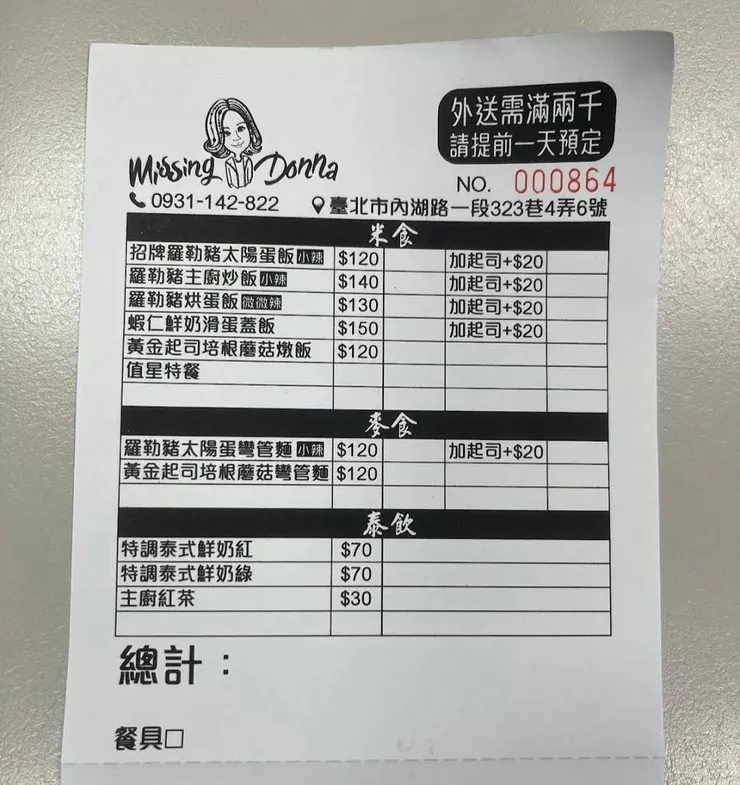 外送需滿兩千
請提前一天預定
Missing Donna
NO. 000864
0931-142-822 臺北市內湖路一段323巷4弄6號
米食
招牌羅勒豬太陽蛋飯 小辣 $120 加起司+$20
羅勒豬主廚炒飯 小辣 $140 加起司+$20
羅勒豬烘蛋飯 微微辣 $130 加起司+$20
蝦仁鮮奶滑蛋蓋飯 $150 加起司+$20
黃金起司培根蘑菇燉飯 $120
值星特餐
麥食
羅勒豬太陽蛋彎管麵 小辣 $120 加起司+$20
黃金起司培根蘑菇彎管麵 $120
泰飲
特調泰式鮮奶紅 $70
特調泰式鮮奶綠 $70
主廚紅茶 $30
總計：
餐具□